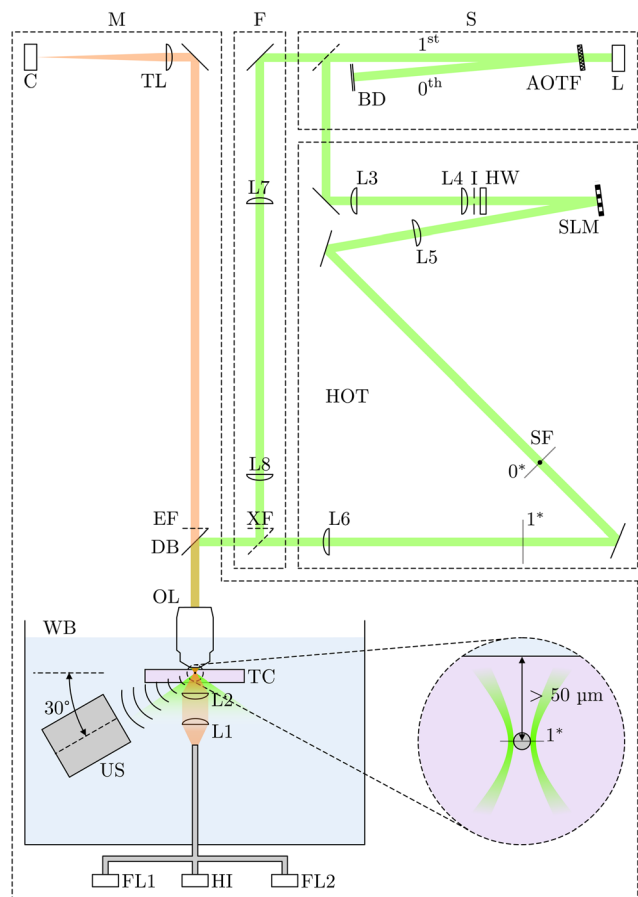 M F S
C TL 1st 0th BD AOTF L
L7 L3 L4 I HW
L5 SLM
HOT
SF
0*
L8
EF XF L6 1*
DB
OL
WB
TC
L2
30°
L1
US
> 50 µm
1*
FL1 HI FL2